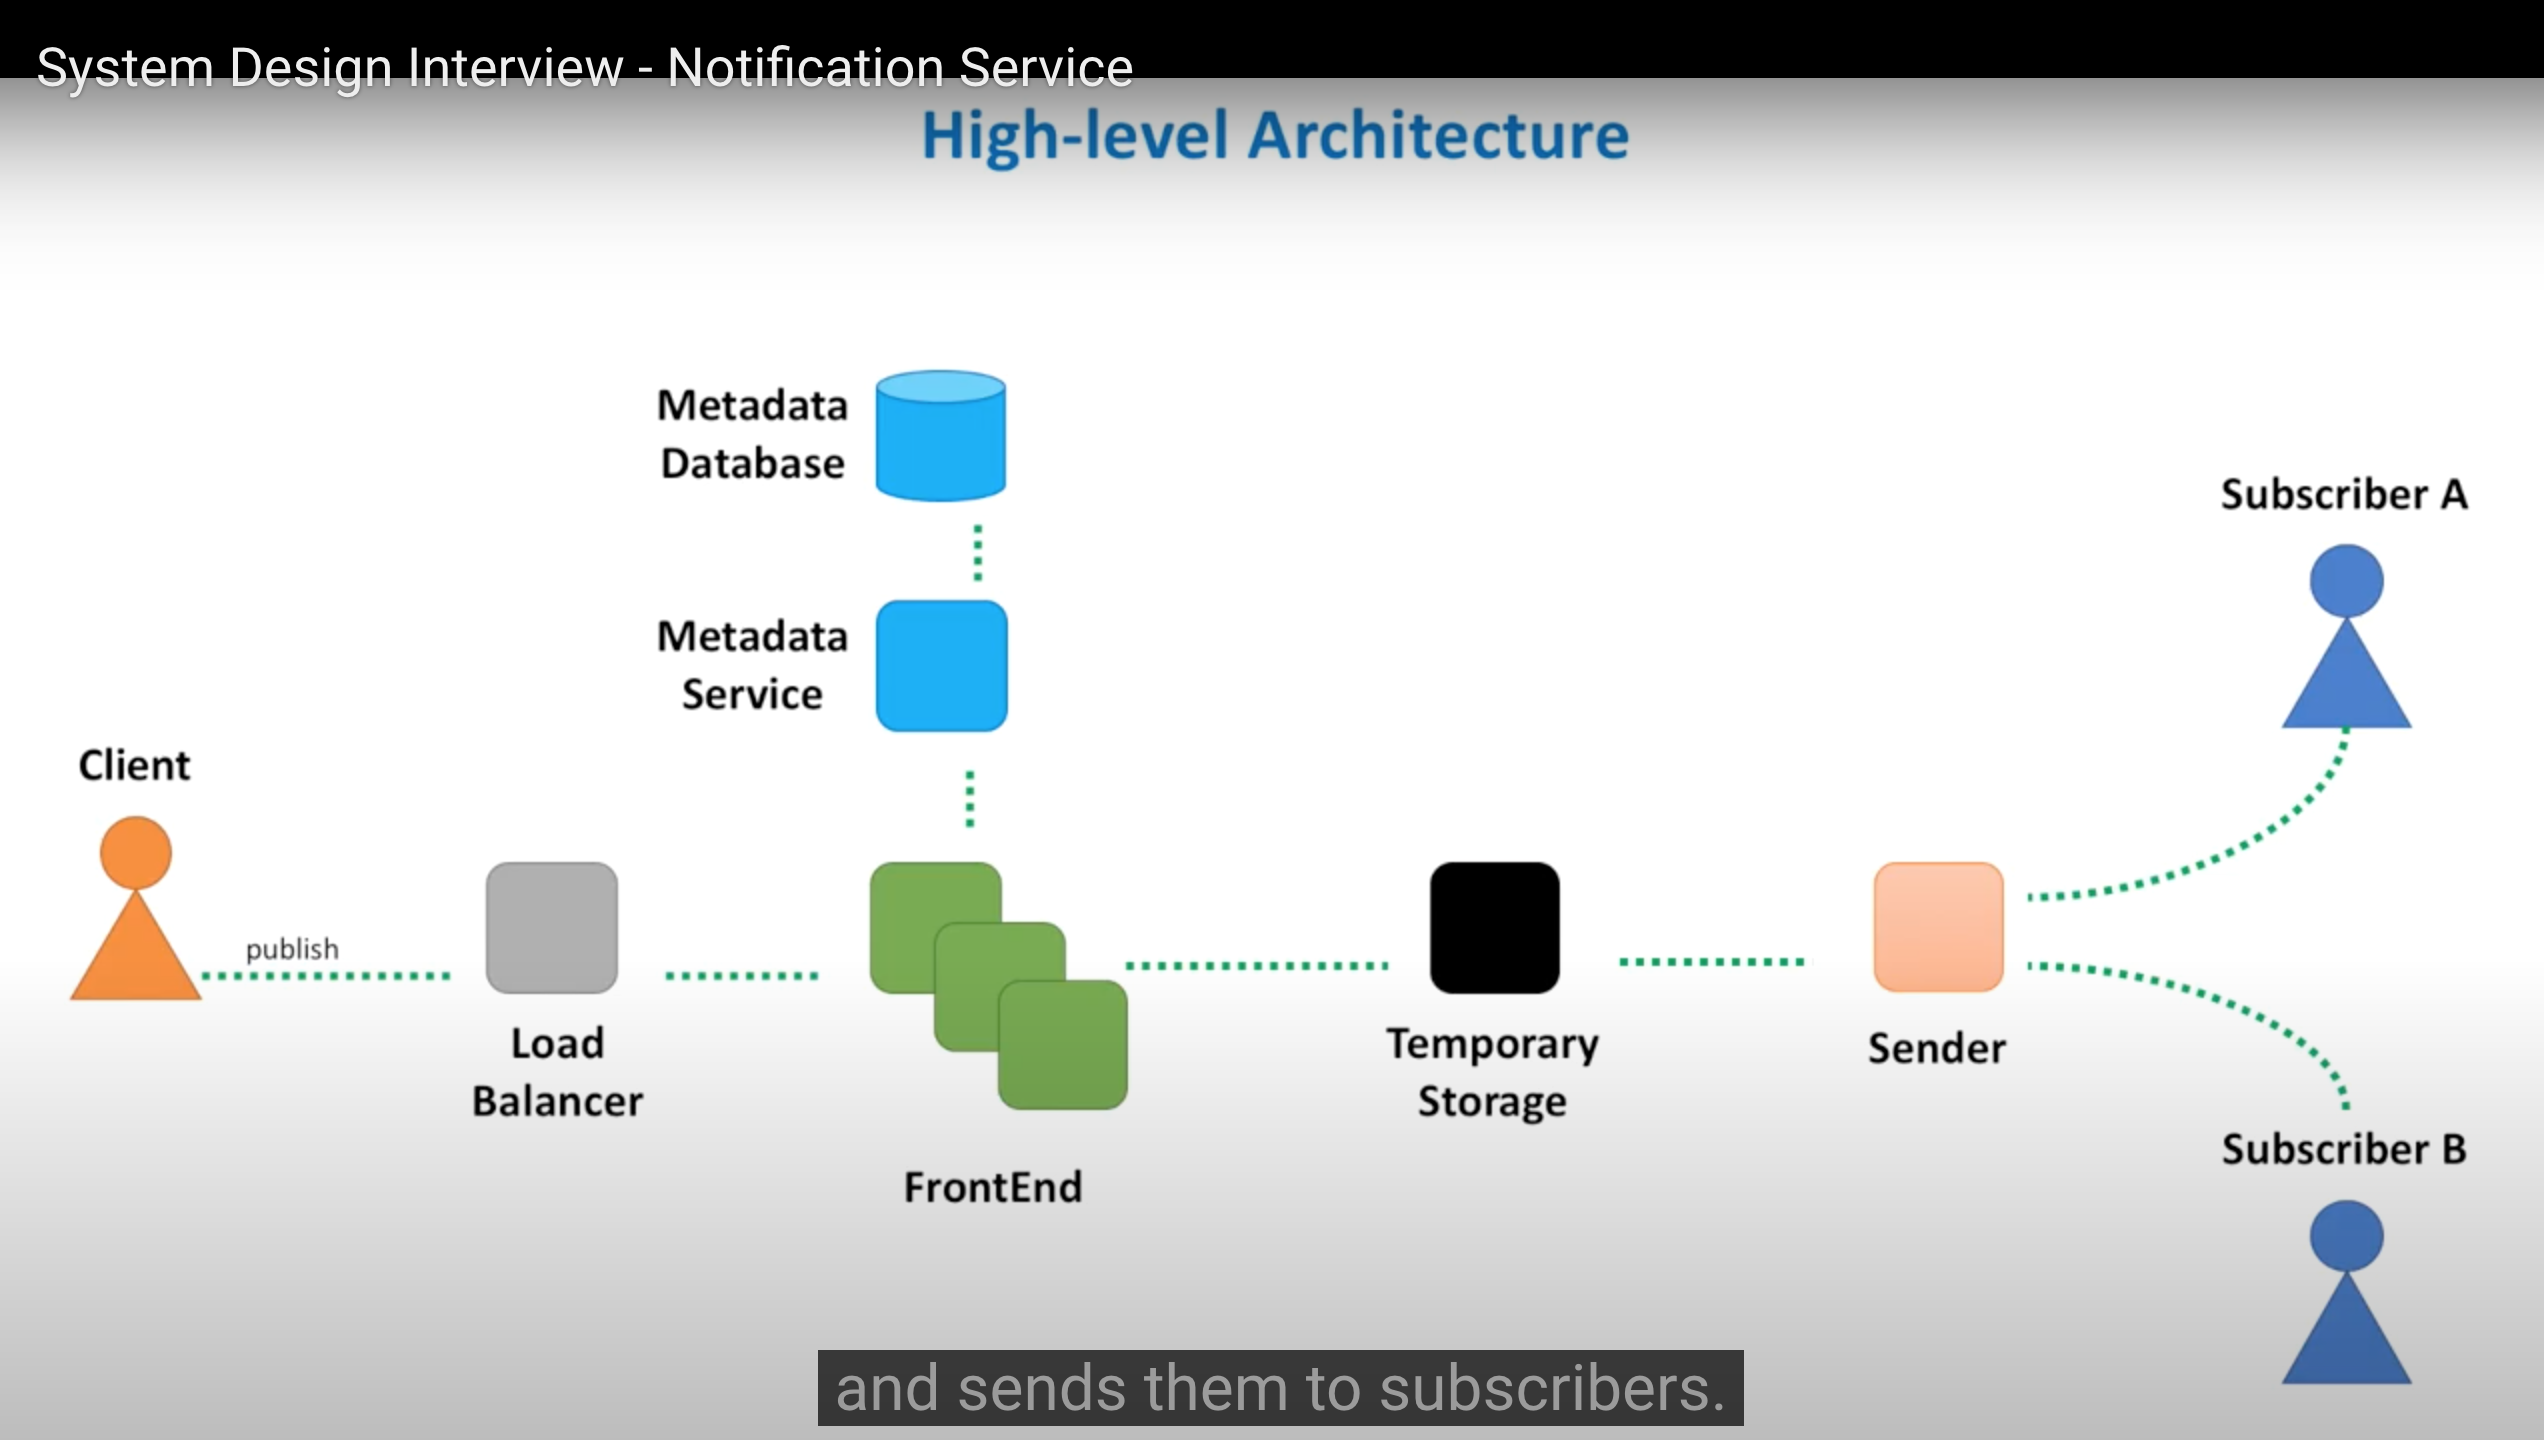 System Design Interview - Notification Service
High-level Architecture
Metadata
Database
Subscriber A
Metadata
Service
Client
publish
Load
Balancer
FrontEnd
Temporary
Storage
Sender
Subscriber B
and sends them to subscribers.